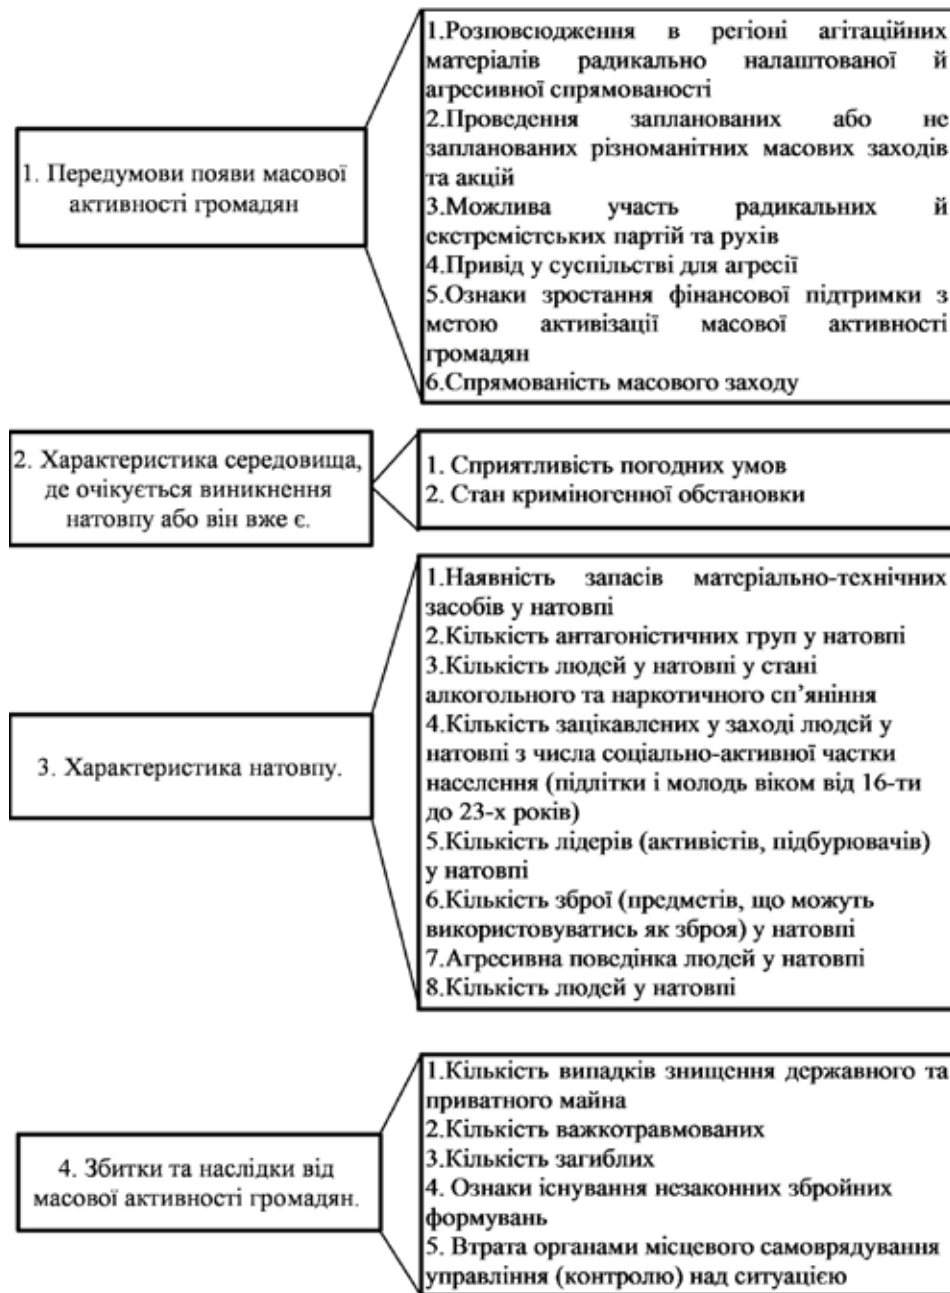 1. Передумови появи масової
активності громадян
1.Розповсюдження в регіоні агітаційних
матеріалів радикально налаштованої й
агресивної спрямованості
2.Проведення запланованих або не
запланованих різноманітних масових заходів
та акцій
3.Можлива участь радикальних й
екстремістських партій та рухів
4.Привід у суспільстві для агресії
5.Ознаки зростання фінансової підтримки з
метою активізації масової активності
громадян
6.Спрямованість масового заходу
2. Характеристика середовища,
де очікується виникнення
натовпу або він вже є.
1. Сприятливість погодних умов
2. Стан криміногенної обстановки
3. Характеристика натовпу.
1.Наявність запасів матеріально-технічних
засобів у натовпі
2.Кількість антагоністичних груп у натовпі
3.Кількість людей у натовпі у стані
алкогольного та наркотичного сп’яніння
4.Кількість зацікавлених у заході людей у
натовпі з числа соціально-активної частки
населення (підлітки і молодь віком від 16-ти
до 23-х років)
5.Кількість лідерів (активістів, підбурювачів)
у натовпі
6.Кількість зброї (предметів, що можуть
використовуватись як зброя) у натовпі
7.Агресивна поведінка людей у натовпі
8.Кількість людей у натовпі
4. Збитки та наслідки від
масової активності громадян.
1.Кількість випадків знищення державного та
приватного майна
2.Кількість важкотравмованих
3.Кількість загиблих
4. Ознаки існування незаконних збройних
формувань
5. Втрата органами місцевого самоврядування
управління (контролю) над ситуацією